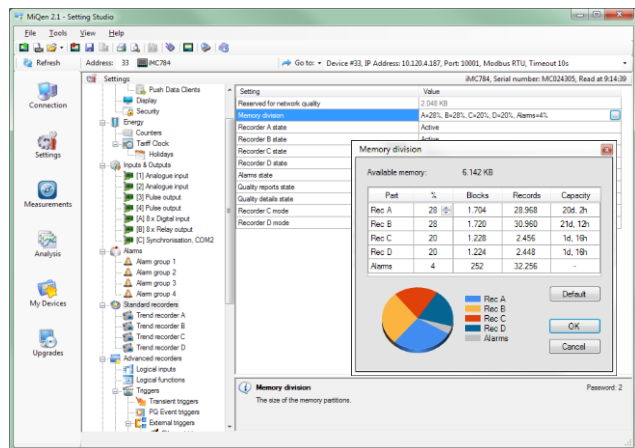 MiQen 2.1 - Setting Studio
File Tools View Help
Refresh Address: 33 iMC784 Go to: Device #33, IP Address: 10.120.4.187, Port: 10001, Modbus RTU, Timeout 10s
Connection
Settings
Measurements
Analysis
My Devices
Upgrades
Settings
iMC784, Serial number: MC024305, Read at 9:14:39
Push Data Clients
Display
Security
Energy
Counters
Tariff Clock
Holidays
Inputs & Outputs
[1] Analogue input
[2] Analogue input
[3] Pulse output
[4] Pulse output
[A] 8 x Digital input
[B] 8 x Relay output
[C] Synchronisation, COM2
Alarms
Alarm group 1
Alarm group 2
Alarm group 3
Alarm group 4
Standard recorders
Trend recorder A
Trend recorder B
Trend recorder C
Trend recorder D
Advanced recorders
Logical inputs
Logical functions
Triggers
Transient triggers
PQ Event triggers
External triggers
Setting Value
Reserved for network quality 2.048 KB
Memory division A=28%, B=28%, C=20%, D=20%, Alarms=4%
Recorder A state Active
Recorder B state Active
Recorder C state
Recorder D state
Alarms state
Quality reports state
Quality details state
Recorder C mode
Recorder D mode
Memory division
Available memory: 6.142 KB
Part % Blocks Records Capacity
Rec A 28 1.704 28.968 20d, 2h
Rec B 28 1.720 30.960 21d, 12h
Rec C 20 1.228 2.456 1d, 16h
Rec D 20 1.224 2.448 1d, 16h
Alarms 4 252 32.256 -
Rec A
Rec B
Rec C
Rec D
Alarms
Default
OK
Cancel
Memory division
The size of the memory partitions.
Password: 2